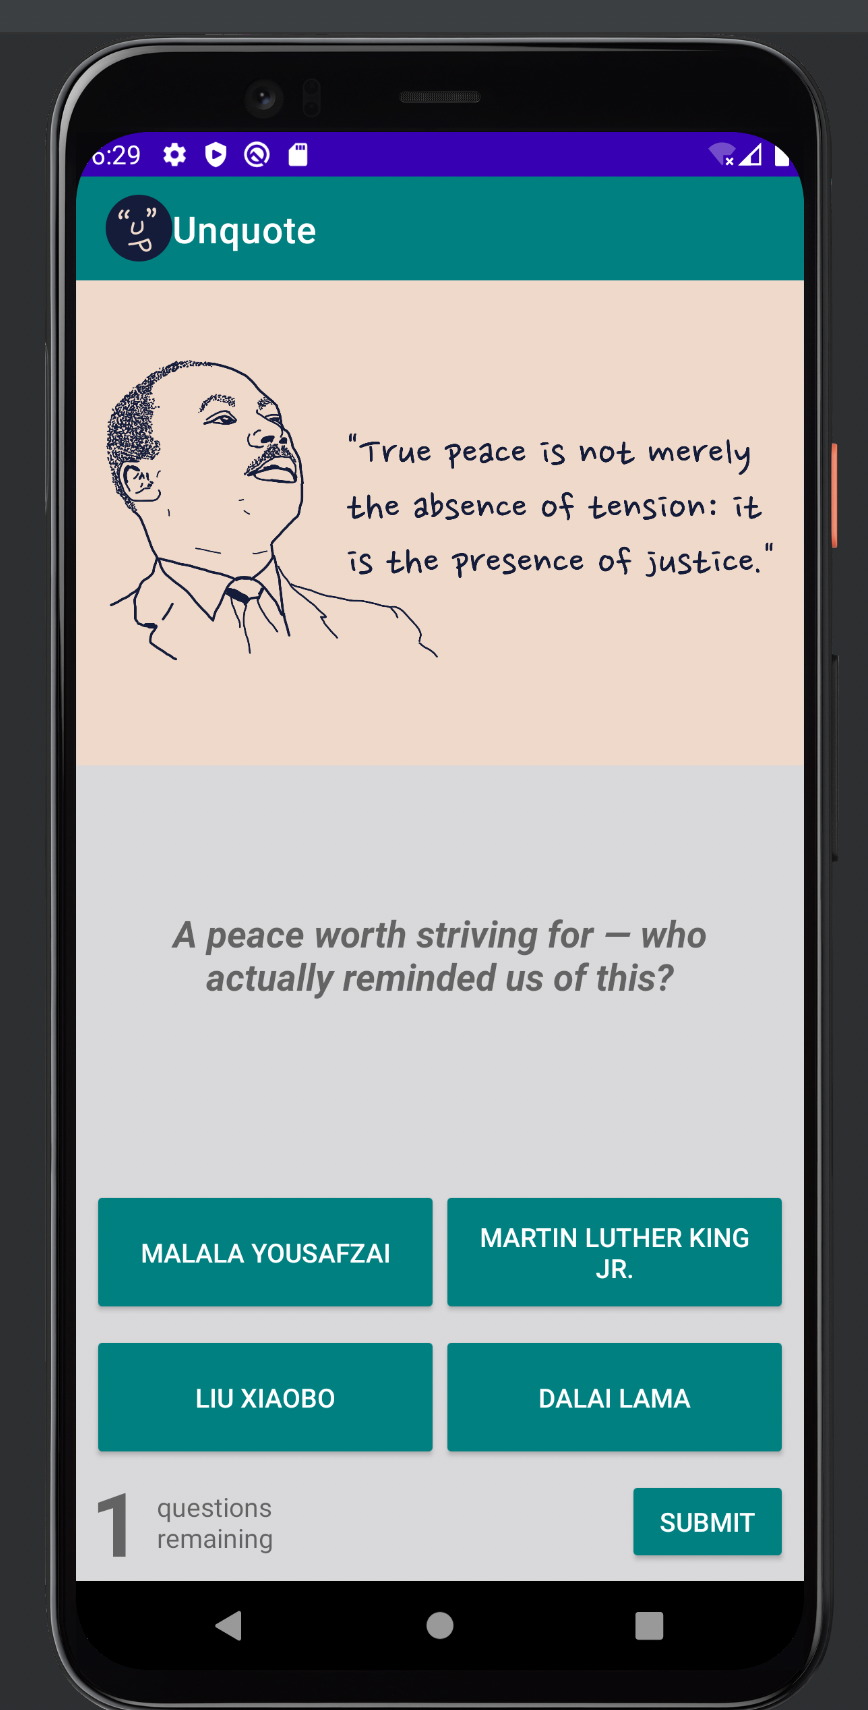 6:29
Unquote
"True peace is not merely
the absence of tension: it
is the presence of justice."
A peace worth striving for — who
actually reminded us of this?
MALALA YOUSAFZAI
MARTIN LUTHER KING
JR.
LIU XIAOBO
DALAI LAMA
1
questions
remaining
SUBMIT